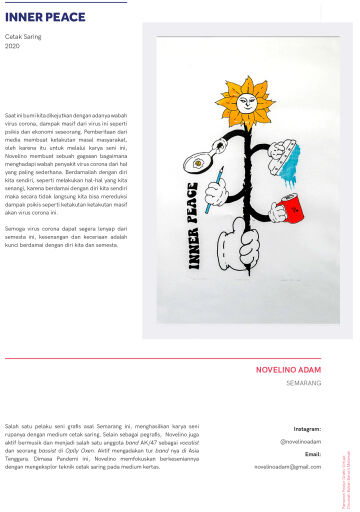 INNER PEACE
Cetak Saring
2020
Saat ini bumi kita dikejutkan dengan adanya wabah
virus corona, dampak masif dari virus ini seperti
psikis dan ekonomi seseorang. Pemberitaan dari
media membuat ketakutan masal masyarakat,
oleh karena itu untuk melalui karya seni ini,
Novelino membuat sebuah gagasan bagaimana
menghadapi wabah penyakit virus corona dari hal
yang paling sederhana. Berdamailah dengan diri
kita sendiri, seperti melakukan hal-hal yang kita
senangi, karena berdamai dengan diri kita sendiri
maka secara tidak langsung kita bisa mereduksi
dampak psikis seperti ketakutan ketakutan masif
akan virus corona ini.
Semoga virus corona dapat segera lenyap dari
semesta ini, kesenangan dan keceriaan adalah
kunci berdamai dengan diri kita dan semesta.
INNER PEACE
NOVELINO ADAM
SEMARANG
Salah satu pelaku seni grafis asal Semarang ini, menghasilkan karya seni
rupanya dengan medium cetak saring. Selain sebagai pegrafis, Novelino juga
aktif bermusik dan menjadi salah satu anggota band AK/47 sebagai vocalist
dan seorang bassist di Optly Oxen. Aktif mengadakan tur band nya di Asia
Tenggara. Dimasa Pandemi ini, Novelino memfokuskan berkeseniannya
dengan mengeksplor teknik cetak saring pada medium kertas.
Instagram:
@novelinoadam
Email:
novelinoadam@gmail.com